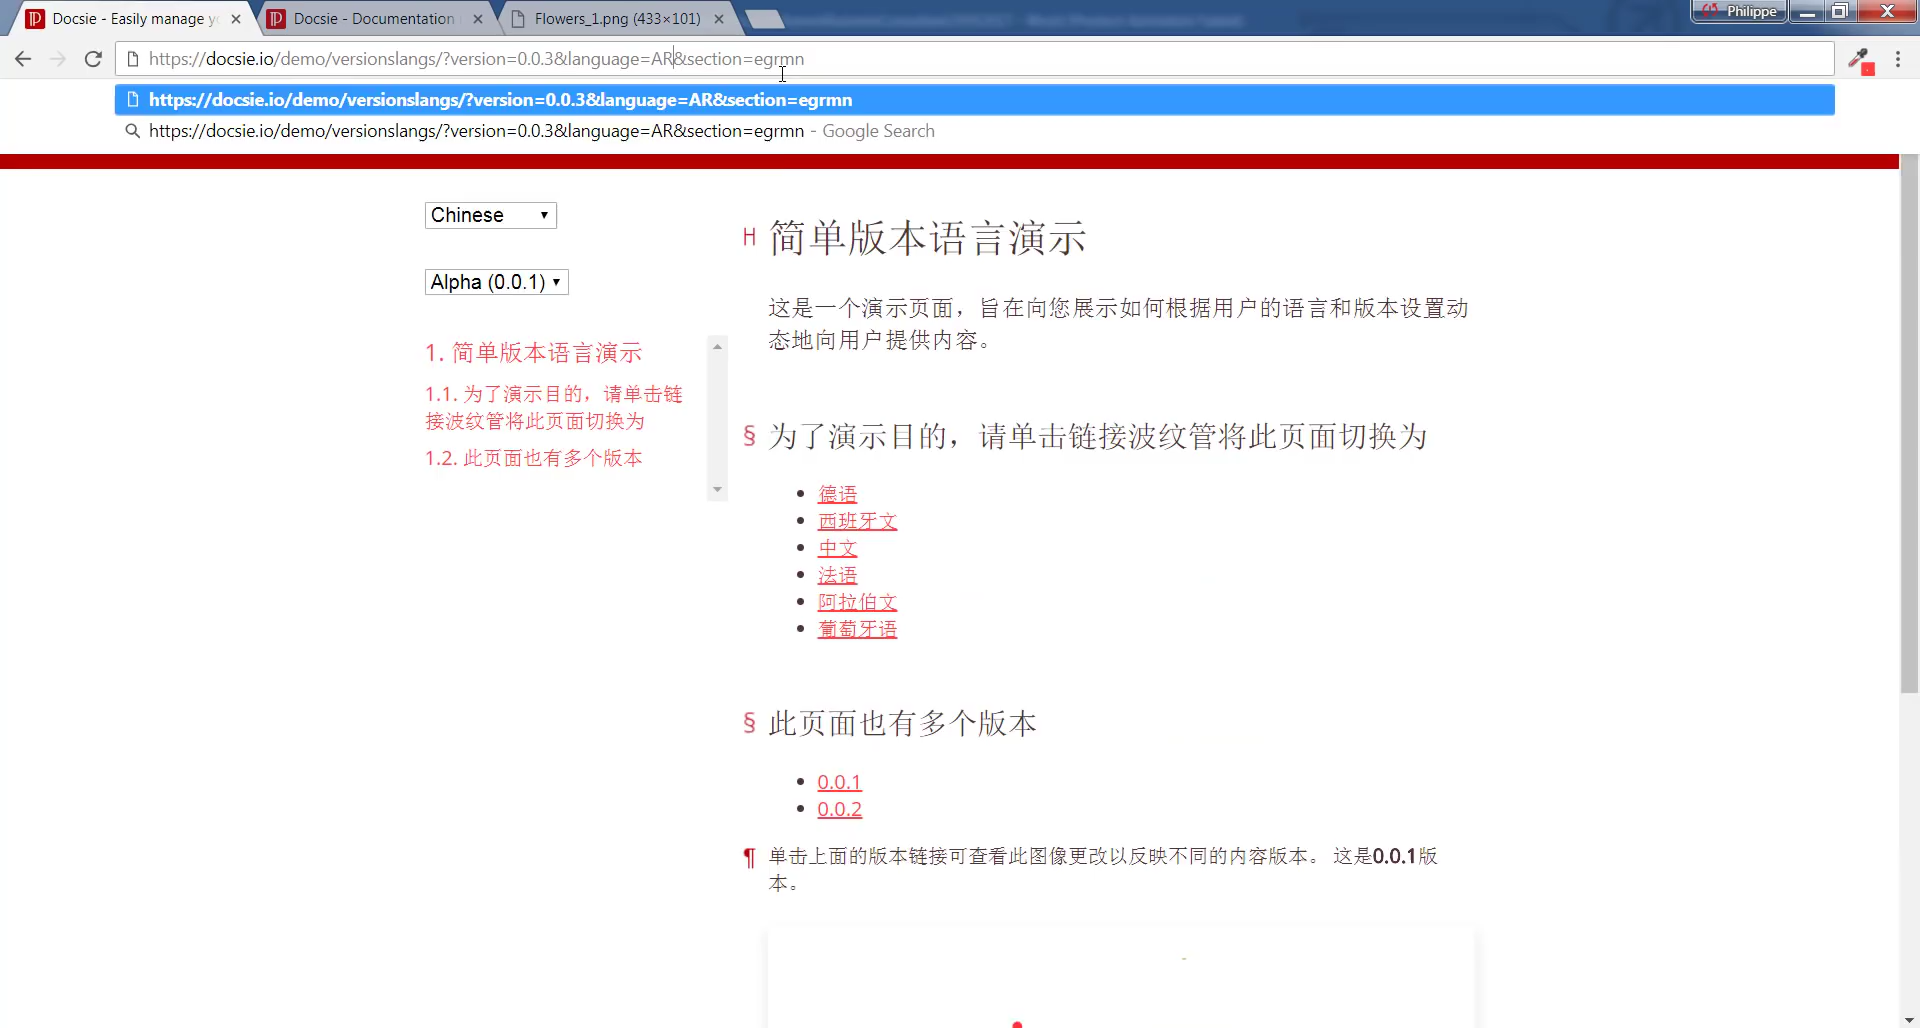 Docsie - Easily manage yo
Docsie - Documentation
Flowers_1.png (433×101)
Philippe
https://docsie.io/demo/versionslangs/?version=0.0.3&language=AR&section=egrmn
https://docsie.io/demo/versionslangs/?version=0.0.3&language=AR&section=egrmn
https://docsie.io/demo/versionslangs/?version=0.0.3&language=AR&section=egrmn - Google Search
Chinese
Alpha (0.0.1)
1. 简单版本语言演示
1.1. 为了演示目的，请单击链
接波纹管将此页面切换为
1.2. 此页面也有多个版本
H 简单版本语言演示
这是一个演示页面，旨在向您展示如何根据用户的语言和版本设置动
态地向用户提供内容。
§ 为了演示目的，请单击链接波纹管将此页面切换为
• 德语
• 西班牙文
• 中文
• 法语
• 阿拉伯文
• 葡萄牙语
§ 此页面也有多个版本
• 0.0.1
• 0.0.2
¶ 单击上面的版本链接可查看此图像更改以反映不同的内容版本。 这是0.0.1版
本。